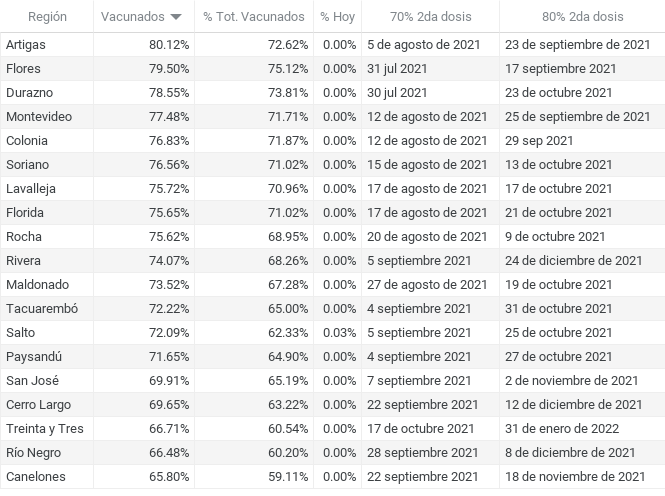 Región Vacunados % Tot. Vacunados % Hoy 70% 2da dosis 80% 2da dosis
Artigas 80.12% 72.62% 0.00% 5 de agosto de 2021 23 de septiembre de 2021
Flores 79.50% 75.12% 0.00% 31 jul 2021 17 septiembre 2021
Durazno 78.55% 73.81% 0.00% 30 jul 2021 23 de octubre 2021
Montevideo 77.48% 71.71% 0.00% 12 de agosto de 2021 25 de septiembre de 2021
Colonia 76.83% 71.87% 0.00% 12 de agosto de 2021 29 sep 2021
Soriano 76.56% 71.02% 0.00% 15 de agosto de 2021 13 de octubre 2021
Lavalleja 75.72% 70.96% 0.00% 17 de agosto de 2021 17 de octubre 2021
Florida 75.65% 71.02% 0.00% 17 de agosto de 2021 21 de octubre 2021
Rocha 75.62% 68.95% 0.00% 20 de agosto de 2021 9 de octubre 2021
Rivera 74.07% 68.26% 0.00% 5 septiembre 2021 24 de diciembre de 2021
Maldonado 73.52% 67.28% 0.00% 27 de agosto de 2021 19 de octubre 2021
Tacuarembó 72.22% 65.00% 0.00% 4 septiembre 2021 31 de octubre 2021
Salto 72.09% 62.33% 0.03% 5 septiembre 2021 25 de octubre 2021
Paysandú 71.65% 64.90% 0.00% 4 septiembre 2021 27 de octubre 2021
San José 69.91% 65.19% 0.00% 7 septiembre 2021 2 de noviembre de 2021
Cerro Largo 69.65% 63.22% 0.00% 22 septiembre 2021 12 de diciembre de 2021
Treinta y Tres 66.71% 60.54% 0.00% 17 de octubre 2021 31 de enero de 2022
Río Negro 66.48% 60.20% 0.00% 28 septiembre 2021 8 de diciembre de 2021
Canelones 65.80% 59.11% 0.00% 22 septiembre 2021 18 de noviembre de 2021